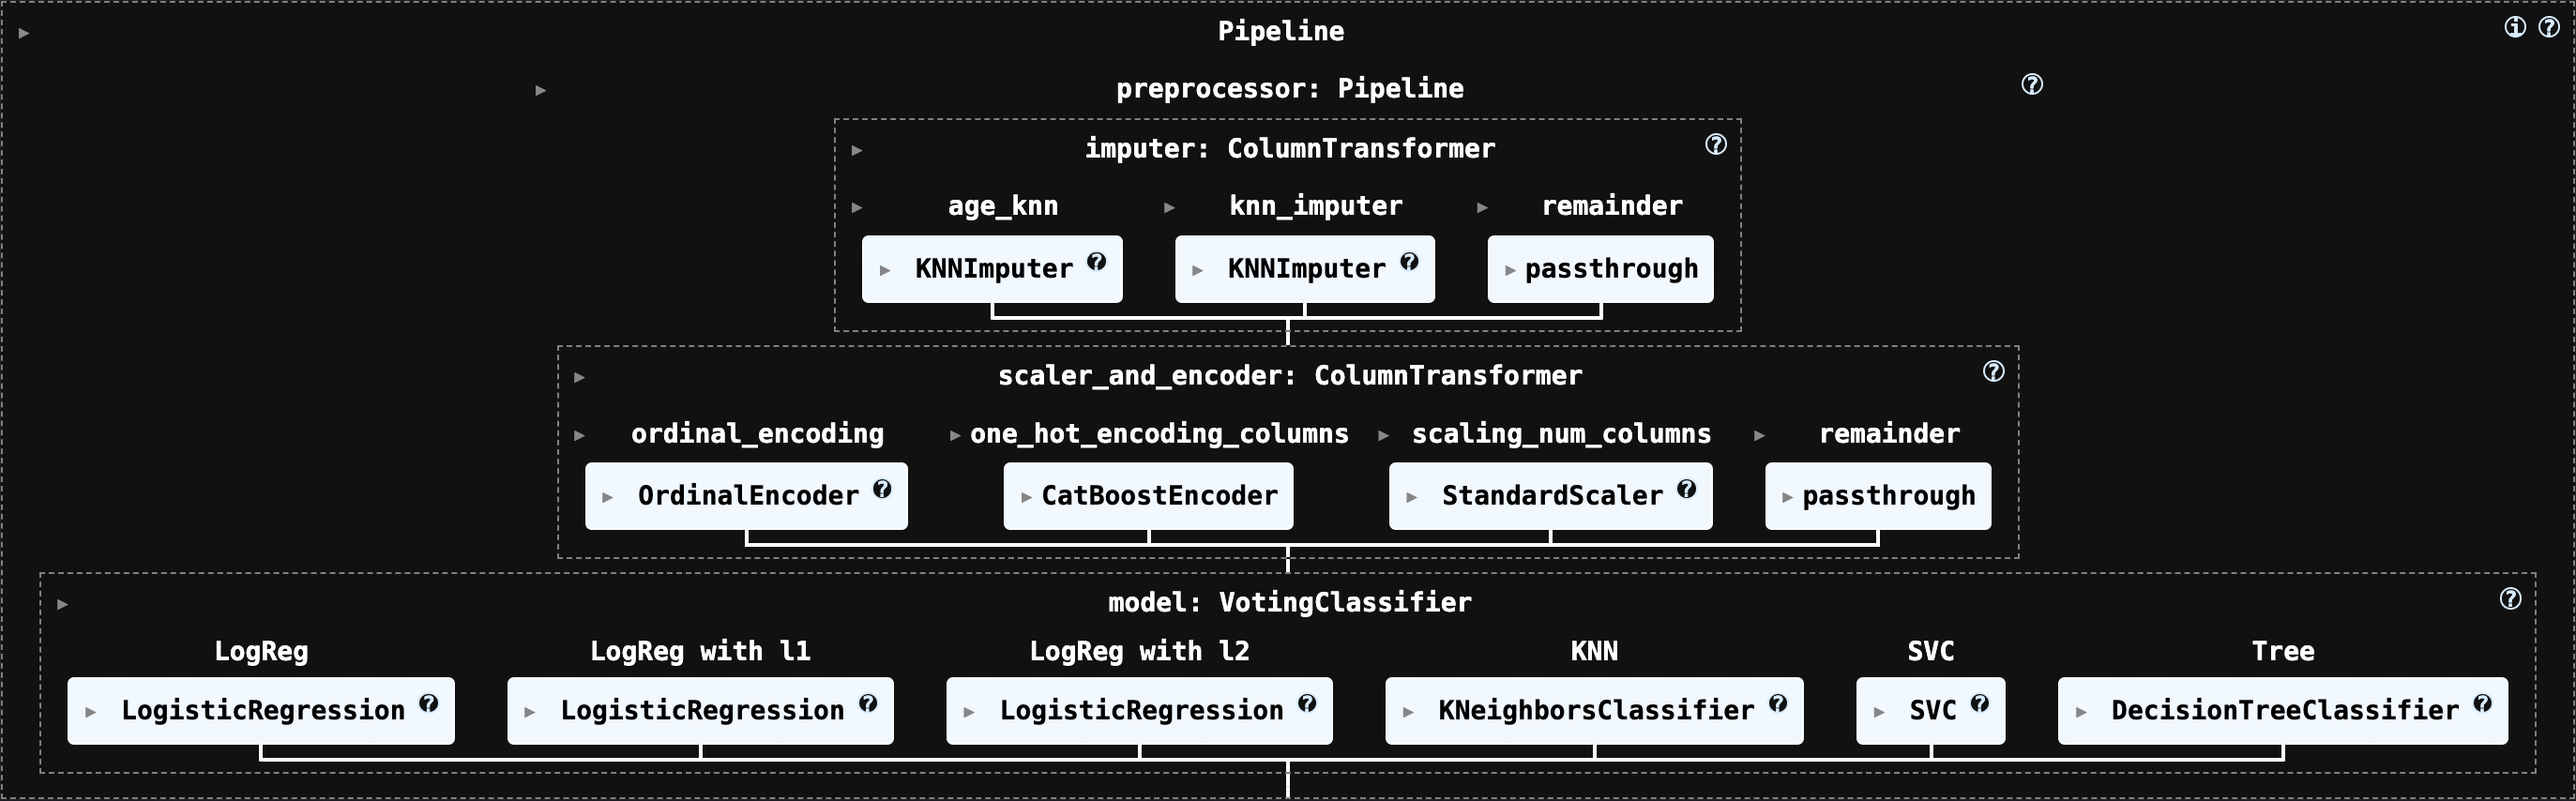 Pipeline
preprocessor: Pipeline
imputer: ColumnTransformer
age_knn knn_imputer remainder
KNNImputer KNNImputer passthrough
scaler_and_encoder: ColumnTransformer
ordinal_encoding one_hot_encoding_columns scaling_num_columns remainder
OrdinalEncoder CatBoostEncoder StandardScaler passthrough
model: VotingClassifier
LogReg LogReg with l1 LogReg with l2 KNN SVC Tree
LogisticRegression LogisticRegression LogisticRegression KNeighborsClassifier SVC DecisionTreeClassifier